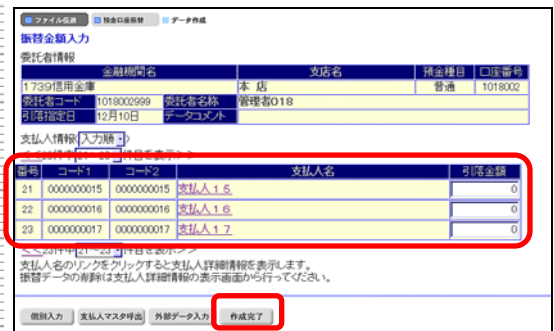 ファイル伝送 預金口座振替 データ作成
振替金額入力
委託者情報
金融機関名 支店名 預金種目 口座番号
1739信用金庫 本店 普通 1018002
委託者コード 1018002999 委託者名称 管理者018
引落指定日 12月10日 データコメント
支払人情報(入力順)
番号 コード1 コード2 支払人名 引落金額
21 0000000015 0000000015 支払人15 0
22 0000000016 0000000016 支払人16 0
23 0000000017 0000000017 支払人17 0
<<23件中 21~23 件目を表示>>
支払人名のリンクをクリックすると支払人詳細情報を表示します。
振替データの削除は支払人詳細情報の表示画面から行ってください。
個別入力 支払人マスタ呼出 外部データ入力 作成完了